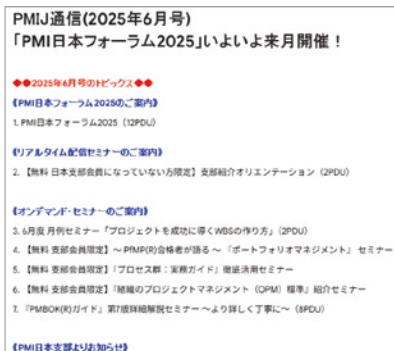 PMIJ通信(2025年6月号)
「PMI日本フォーラム2025」いよいよ来月開催！
◆◆2025年6月号のトピックス◆◆
《PMI日本フォーラム2025のご案内》
1. PMI日本フォーラム2025（12PDU）
《リアルタイム配信セミナーのご案内》
2. 【無料 日本支部会員になっていない方限定】支部紹介オリエンテーション（2PDU）
《オンデマンド・セミナーのご案内》
3. 6月度 月例セミナー「プロジェクトを成功に導くWBSの作り方」（2PDU）
4. 【無料 支部会員限定】～ PfMP(R)合格者が語る ～ 『ポートフォリオマネジメント』 セミナー
5. 【無料 支部会員限定】『プロセス群：実務ガイド』徹底活用セミナー
6. 【無料 支部会員限定】『組織のプロジェクトマネジメント（OPM）標準』紹介セミナー
7. 『PMBOK(R)ガイド』第7版詳細解説セミナー ～より詳しく丁寧に～（8PDU）
《PMI日本支部よりお知らせ》